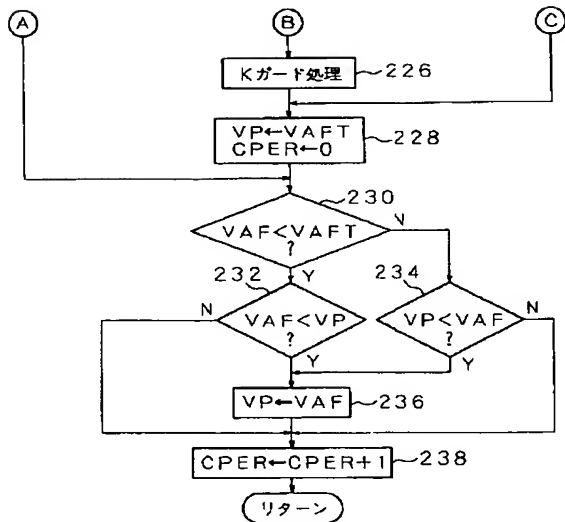 A
B
C
Kガード処理
226
VP←VAFT
CPER←0
228
230
VAF<VAFT
?
N
Y
232
234
N
VAF<VP
?
Y
VP<VAF
?
N
Y
VP←VAF
236
CPER←CPER+1
238
リターン